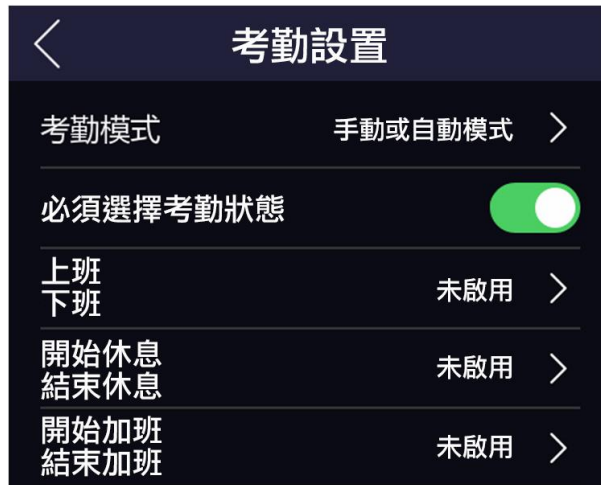 考勤設置
考勤模式 手動或自動模式
必須選擇考勤狀態
上班
下班 未啟用
開始休息
結束休息 未啟用
開始加班
結束加班 未啟用